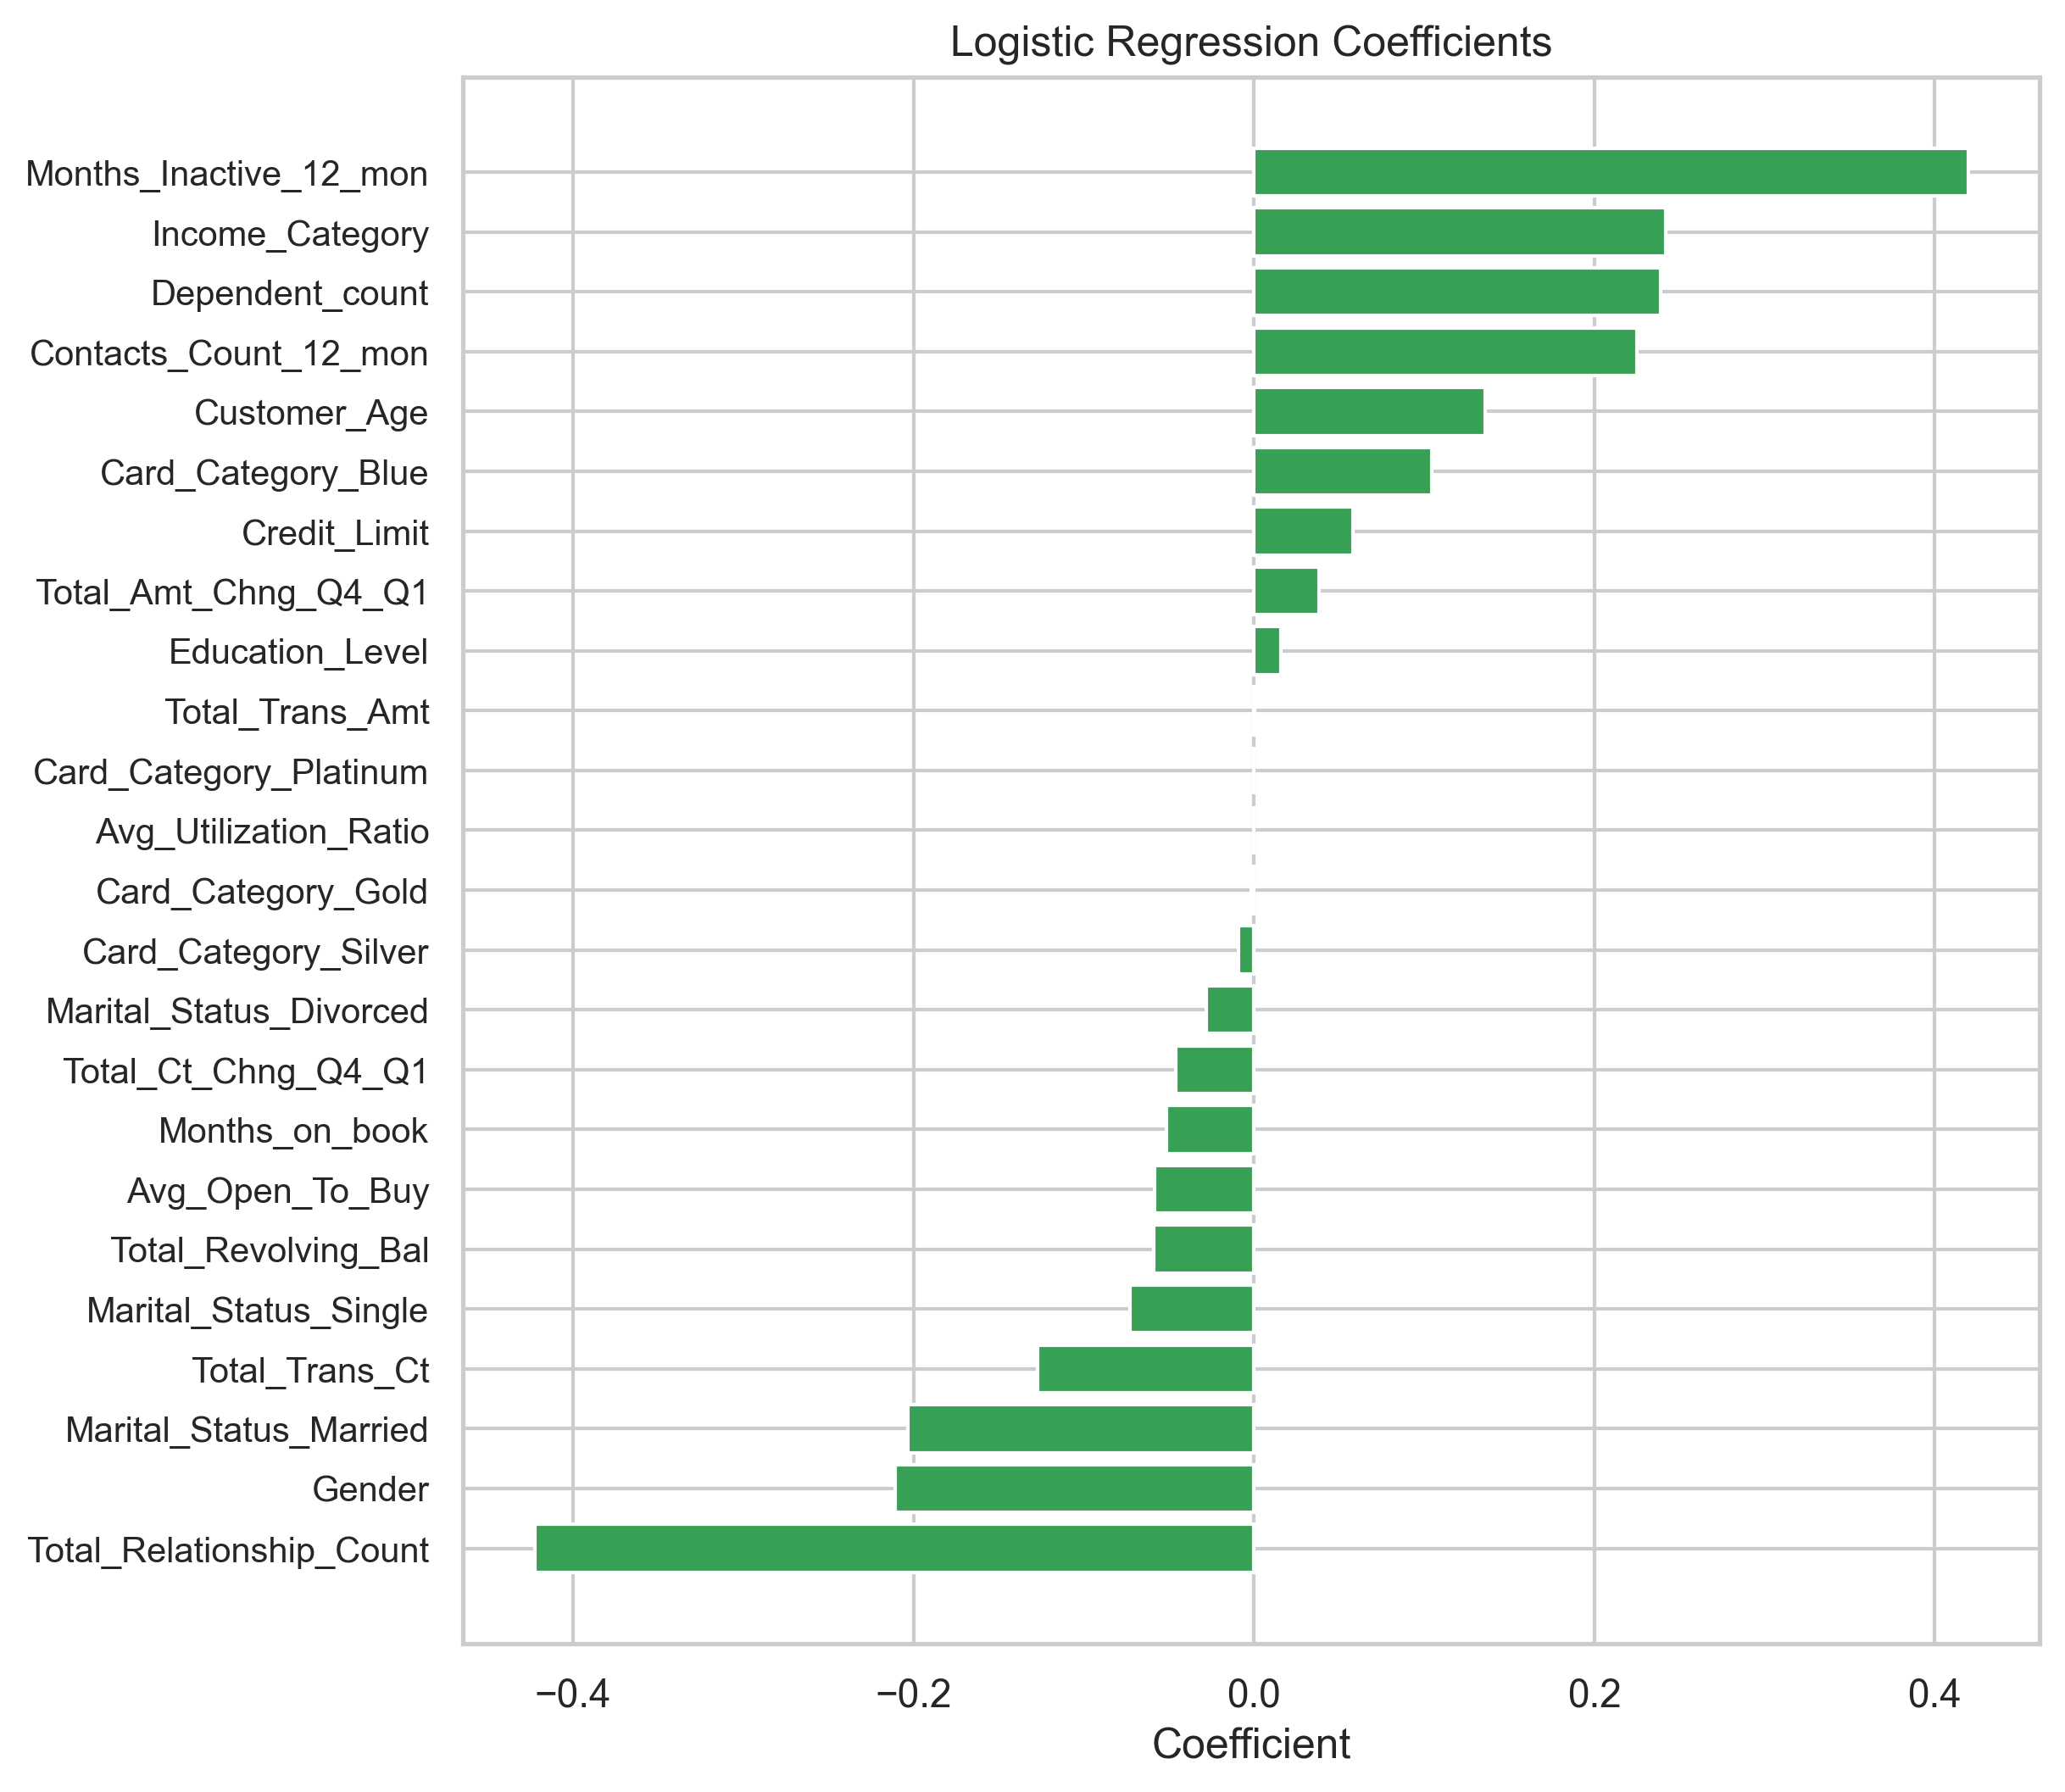 Logistic Regression Coefficients
Months_Inactive_12_mon
Income_Category
Dependent_count
Contacts_Count_12_mon
Customer_Age
Card_Category_Blue
Credit_Limit
Total_Amt_Chng_Q4_Q1
Education_Level
Total_Trans_Amt
Card_Category_Platinum
Avg_Utilization_Ratio
Card_Category_Gold
Card_Category_Silver
Marital_Status_Divorced
Total_Ct_Chng_Q4_Q1
Months_on_book
Avg_Open_To_Buy
Total_Revolving_Bal
Marital_Status_Single
Total_Trans_Ct
Marital_Status_Married
Gender
Total_Relationship_Count
−0.4 −0.2 0.0 0.2 0.4
Coefficient